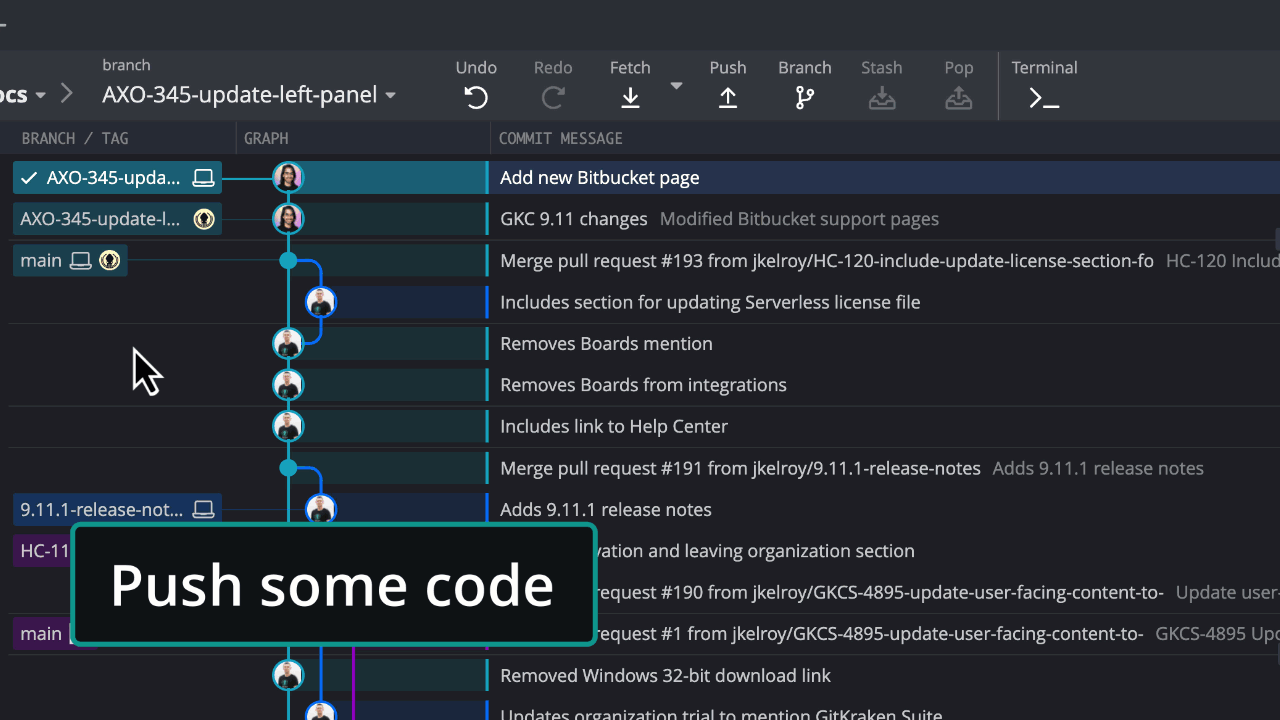 branch
Undo Redo Fetch Push Branch Stash Pop Terminal
ocs AXO-345-update-left-panel
BRANCH / TAG GRAPH COMMIT MESSAGE
AXO-345-upda... Add new Bitbucket page
AXO-345-update-l... GKC 9.11 changes Modified Bitbucket support pages
main Merge pull request #193 from jkelroy/HC-120-include-update-license-section-fo HC-120 Includ
Includes section for updating Serverless license file
Removes Boards mention
Removes Boards from integrations
Includes link to Help Center
Merge pull request #191 from jkelroy/9.11.1-release-notes Adds 9.11.1 release notes
9.11.1-release-not... Adds 9.11.1 release notes
HC-11 vation and leaving organization section
Push some code
request #190 from jkelroy/GKCS-4895-update-user-facing-content-to- Update user-
main request #1 from jkelroy/GKCS-4895-update-user-facing-content-to- GKCS-4895 Upd
Removed Windows 32-bit download link
Updates organization trial to mention GitKraken Suite